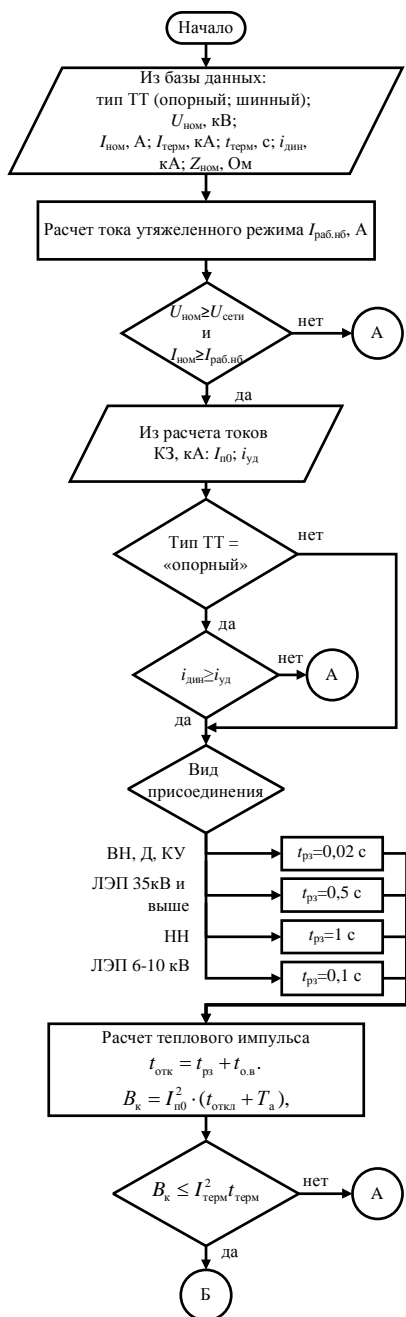 Начало
Из базы данных:
тип ТТ (опорный; шинный);
Uном, кВ;
Iном, А; Iтерм, кА; tтерм, с; iдин,
кА; Zном, Ом
Расчет тока утяжеленного режима Iраб.нб, А
Uном≥Uсети
и
Iном≥Iраб.нб
нет
А
да
Из расчета токов
КЗ, кА: Iп0; iуд
Тип ТТ =
«опорный»
нет
да
iдин≥iуд
нет
А
да
Вид
присоединения
ВН, Д, КУ
tрз=0,02 с
ЛЭП 35кВ и
выше
tрз=0,5 с
НН
tрз=1 с
ЛЭП 6-10 кВ
tрз=0,1 с
Расчет теплового импульса
tотк = tрз + tо.в.
Bк = I²п0 · (tоткл + Tа),
Bк ≤ I²терм tтерм
нет
А
да
Б